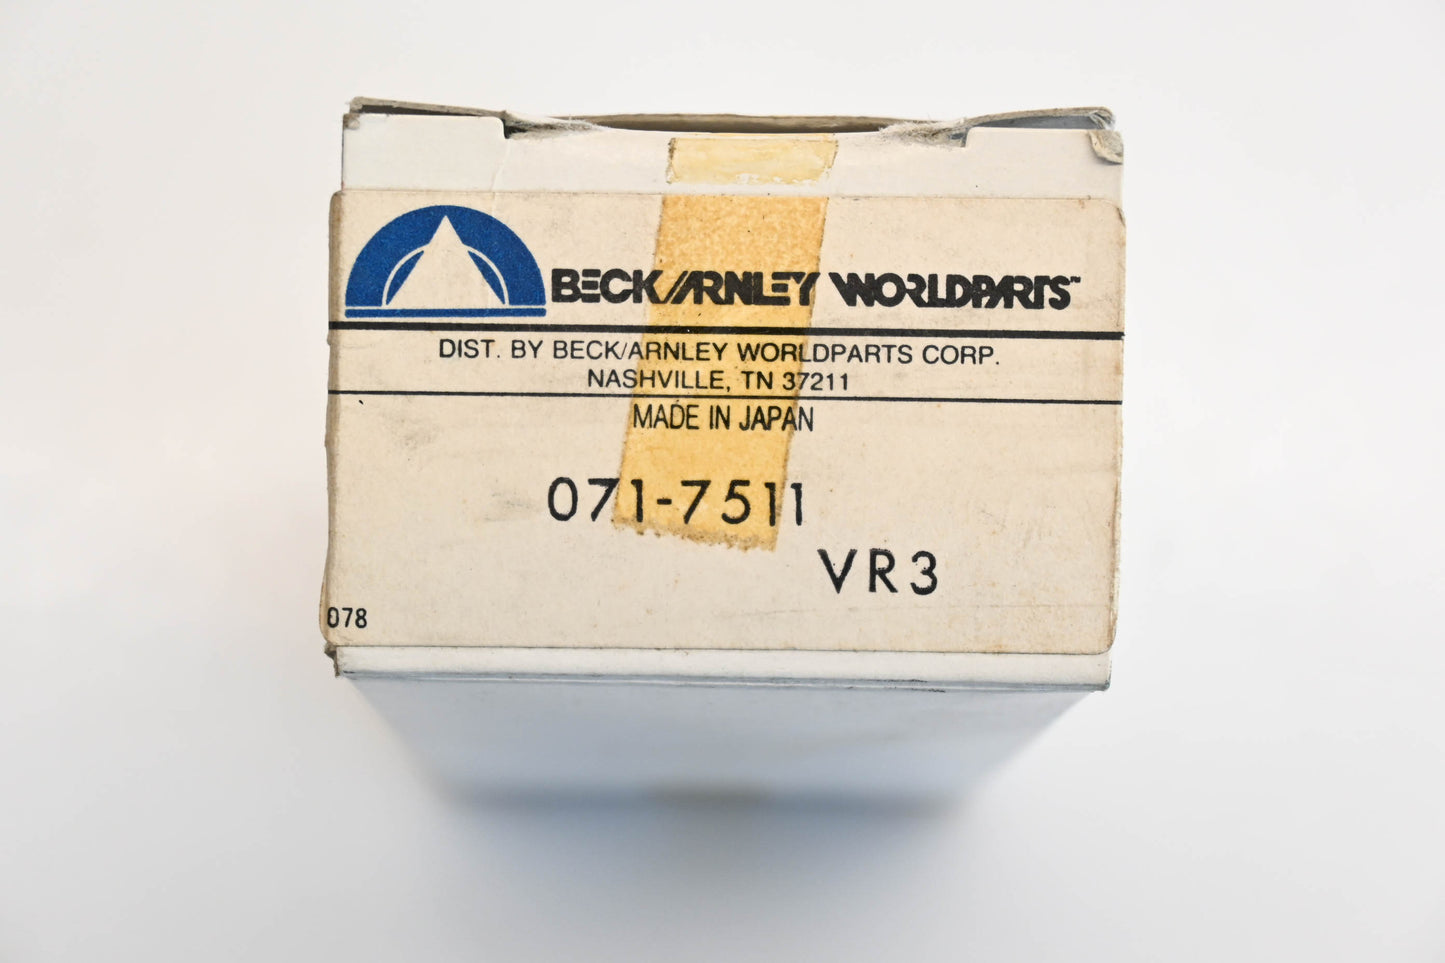 BECK/ARNLEY WORLDPARTS™
DIST. BY BECK/ARNLEY WORLDPARTS CORP.
NASHVILLE, TN 37211
MADE IN JAPAN
071-7511
VR3
078